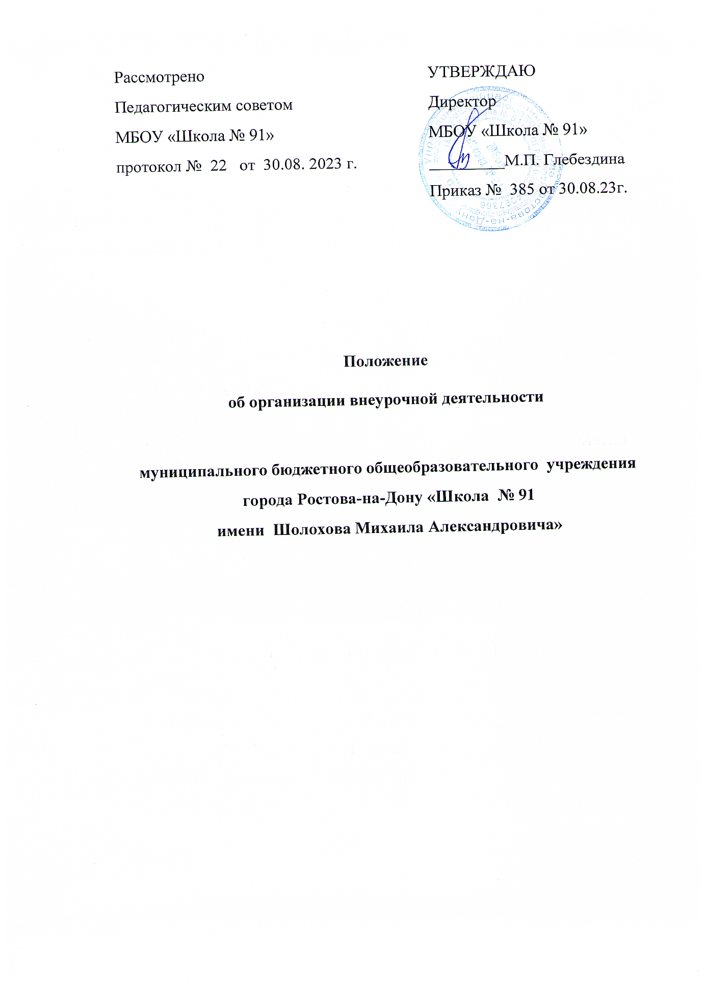 Рассмотрено
Педагогическим советом
МБОУ «Школа № 91»
протокол № 22 от 30.08. 2023 г.
УТВЕРЖДАЮ
Директор
МБОУ «Школа № 91»
__________М.П. Глебездина
Приказ № 385 от 30.08.23г.
Положение
об организации внеурочной деятельности
муниципального бюджетного общеобразовательного учреждения
города Ростова-на-Дону «Школа № 91
имени Шолохова Михаила Александровича»